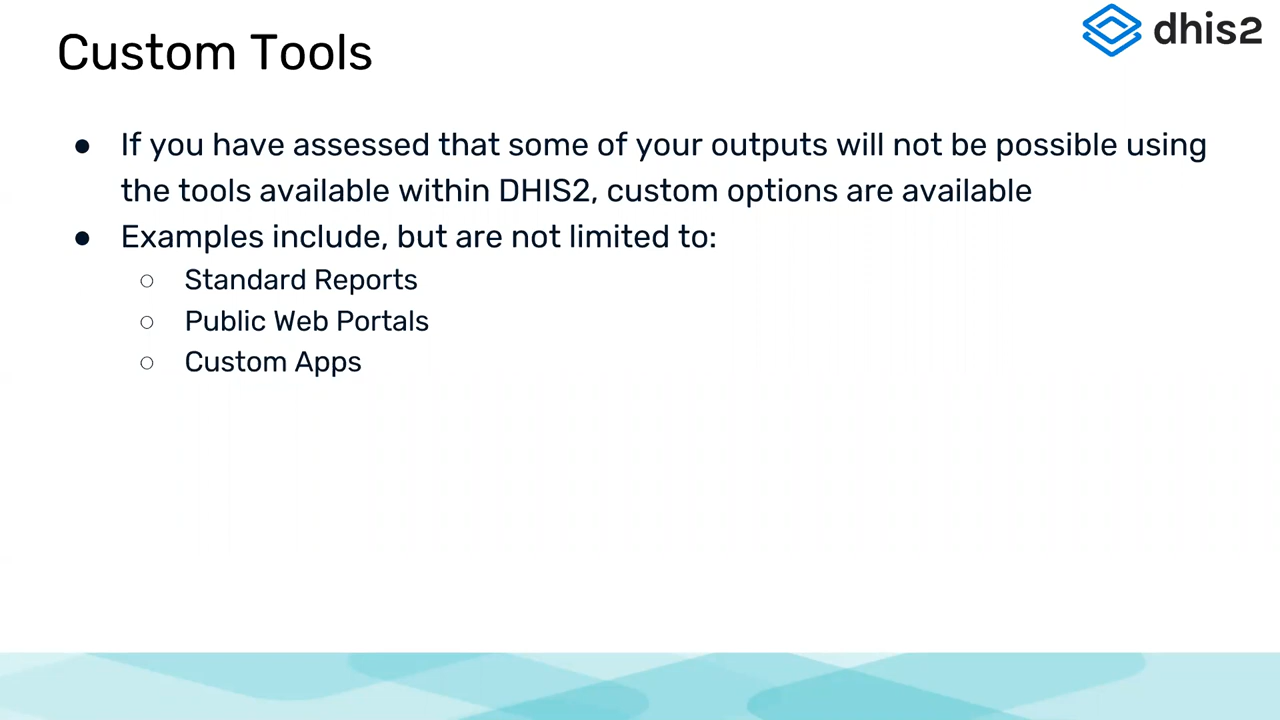 Custom Tools
dhis2
● If you have assessed that some of your outputs will not be possible using
the tools available within DHIS2, custom options are available
● Examples include, but are not limited to:
○ Standard Reports
○ Public Web Portals
○ Custom Apps